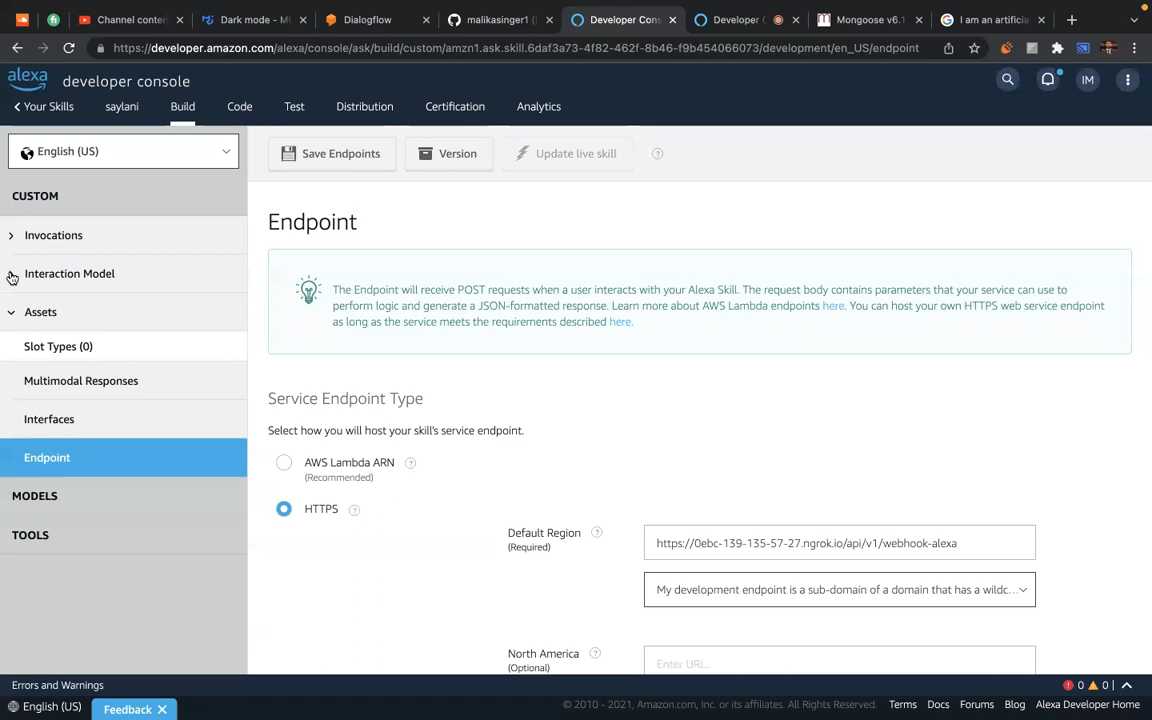 Channel conten
Dark mode - MU
Dialogflow
malikasinger1 (
Developer Cons
Developer C
Mongoose v6.1
I am an artificia
https://developer.amazon.com/alexa/console/ask/build/custom/amzn1.ask.skill.6daf3a73-4f82-462f-8b46-f9b454066073/development/en_US/endpoint
alexa developer console
IM
Your Skills saylani Build Code Test Distribution Certification Analytics
English (US)
Save Endpoints Version Update live skill ?
CUSTOM
Invocations
Interaction Model
Assets
Slot Types (0)
Multimodal Responses
Interfaces
Endpoint
MODELS
TOOLS
Endpoint
The Endpoint will receive POST requests when a user interacts with your Alexa Skill. The request body contains parameters that your service can use to
perform logic and generate a JSON-formatted response. Learn more about AWS Lambda endpoints here. You can host your own HTTPS web service endpoint
as long as the service meets the requirements described here.
Service Endpoint Type
Select how you will host your skill's service endpoint.
AWS Lambda ARN ?
(Recommended)
HTTPS ?
Default Region ?
(Required)
https://0ebc-139-135-57-27.ngrok.io/api/v1/webhook-alexa
My development endpoint is a sub-domain of a domain that has a wildc...
North America ?
(Optional)
Enter URI...
Errors and Warnings
0 0
English (US)
Feedback
© 2010 - 2021, Amazon.com, Inc. or its affiliates. All Rights Reserved. Terms Docs Forums Blog Alexa Developer Home